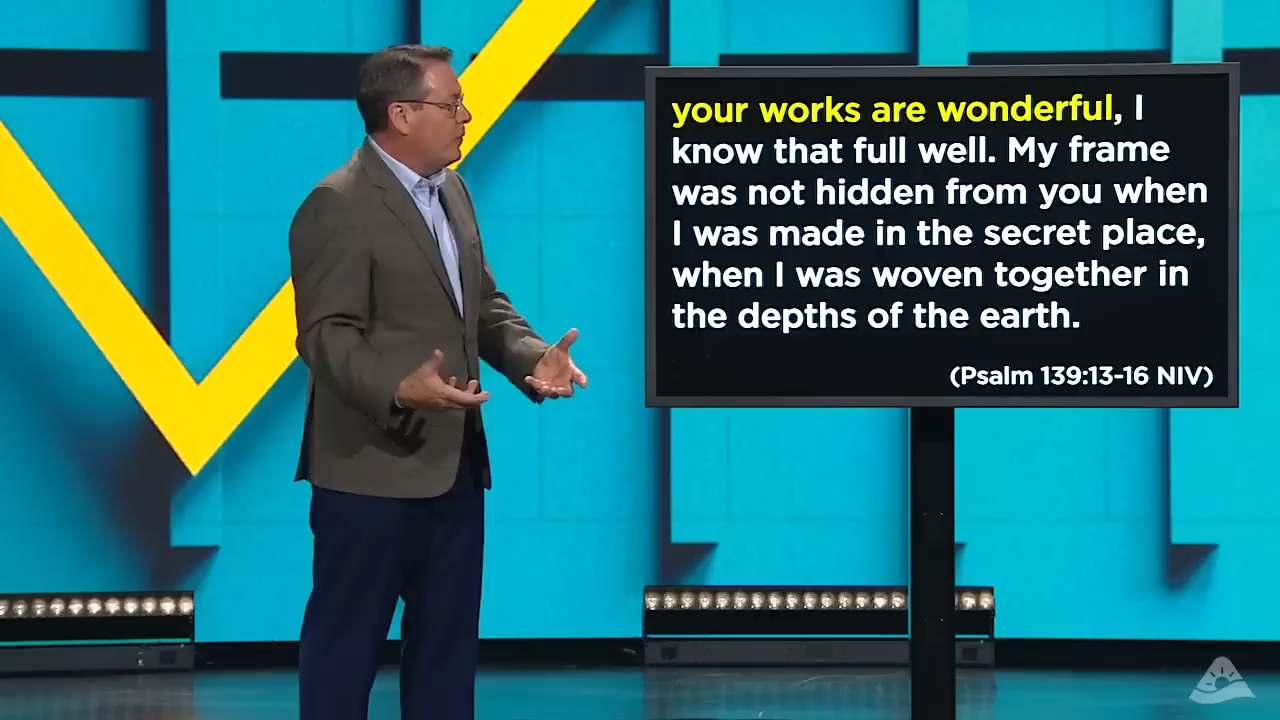 your works are wonderful, I
know that full well. My frame
was not hidden from you when
I was made in the secret place,
when I was woven together in
the depths of the earth.
(Psalm 139:13-16 NIV)